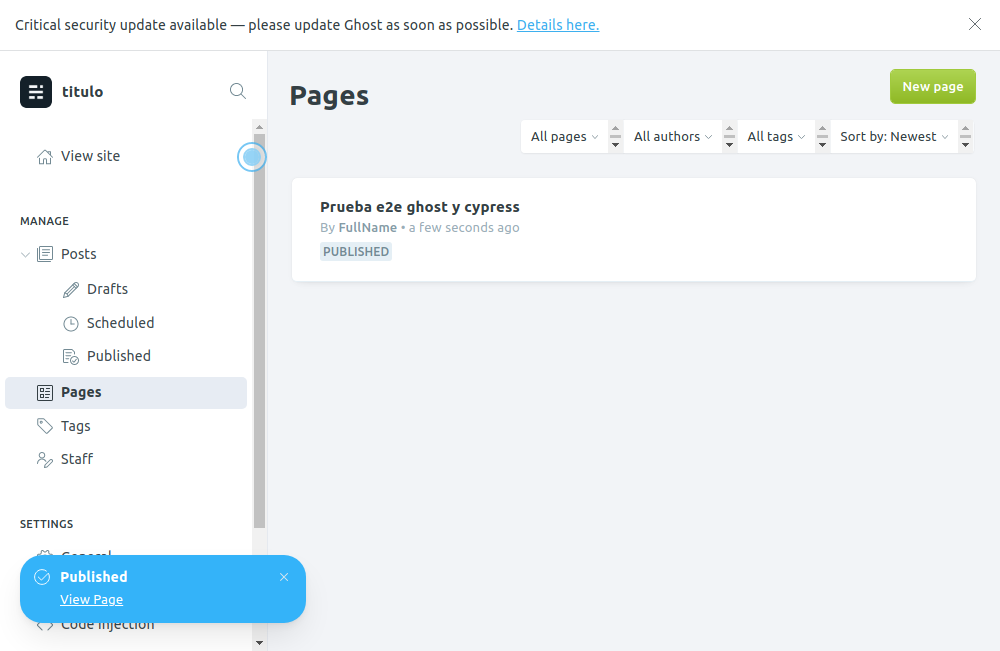 Critical security update available — please update Ghost as soon as possible. Details here.
titulo
View site
MANAGE
Posts
Drafts
Scheduled
Published
Pages
Tags
Staff
SETTINGS
General
Code injection
Published
View Page
Pages
New page
All pages
All authors
All tags
Sort by: Newest
Prueba e2e ghost y cypress
By FullName • a few seconds ago
PUBLISHED